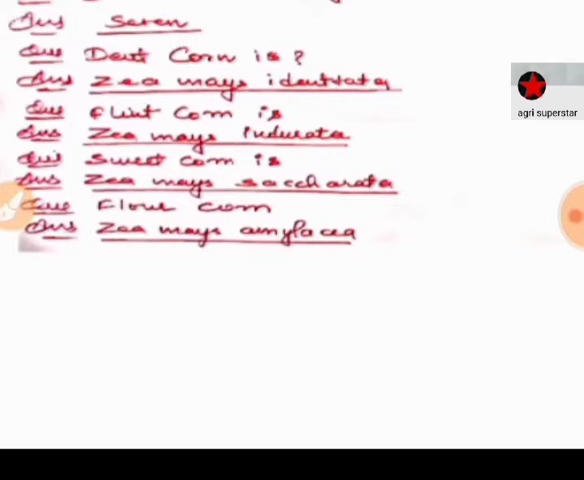 Ans Seven
Que Dent Corn is ?
Ans Zea mays identata
Que Flint Corn is
Ans Zea mays Indurata
Que Sweet Corn is
Ans Zea mays saccharata
Que Flour Corn
Ans Zea mays amylacea
agri superstar